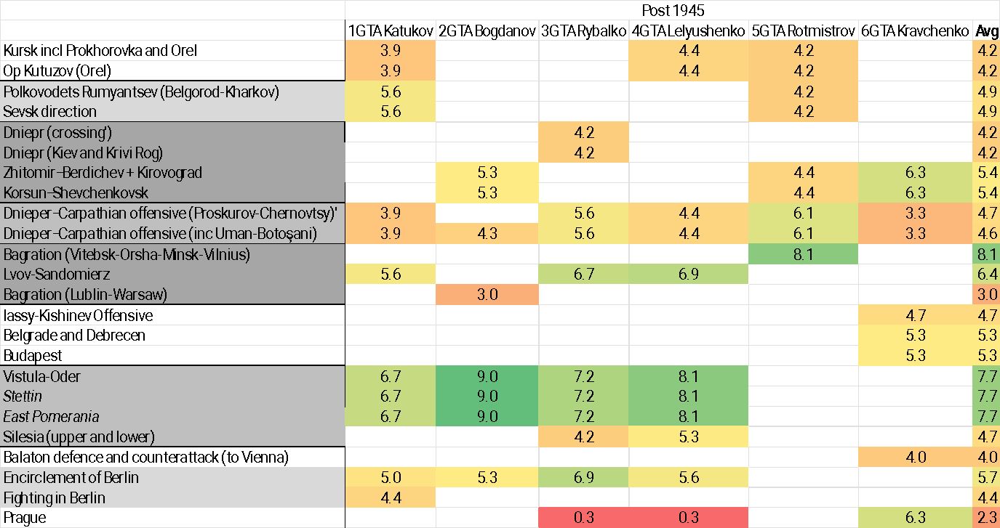 Post 1945
1GTA Katukov 2GTA Bogdanov 3GTA Rybalko 4GTA Lelyushenko 5GTA Rotmistrov 6GTA Kravchenko Avg
Kursk incl Prokhorovka and Orel 3.9 4.4 4.2 4.2
Op Kutuzov (Orel) 3.9 4.4 4.2 4.2
Polkovodets Rumyantsev (Belgorod-Kharkov) 5.6 4.2 4.9
Sevsk direction 5.6 4.2 4.9
Dniepr (crossing') 4.2 4.2
Dniepr (Kiev and Krivi Rog) 4.2 4.2
Zhitomir–Berdichev + Kirovograd 5.3 4.4 6.3 5.4
Korsun–Shevchenkovsk 5.3 4.4 6.3 5.4
Dnieper–Carpathian offensive (Proskurov-Chernovtsy)' 3.9 5.6 4.4 6.1 3.3 4.7
Dnieper–Carpathian offensive (inc Uman-Botoşani) 3.9 4.3 5.6 4.4 6.1 3.3 4.6
Bagration (Vitebsk-Orsha-Minsk-Vilnius) 8.1 8.1
Lvov-Sandomierz 5.6 6.7 6.9 6.4
Bagration (Lublin-Warsaw) 3.0 3.0
Iassy-Kishinev Offensive 4.7 4.7
Belgrade and Debrecen 5.3 5.3
Budapest 5.3 5.3
Vistula-Oder 6.7 9.0 7.2 8.1 7.7
Stettin 6.7 9.0 7.2 8.1 7.7
East Pomerania 6.7 9.0 7.2 8.1 7.7
Silesia (upper and lower) 4.2 5.3 4.7
Balaton defence and counterattack (to Vienna) 4.0 4.0
Encirclement of Berlin 5.0 5.3 6.9 5.6 5.7
Fighting in Berlin 4.4 4.4
Prague 0.3 0.3 6.3 2.3